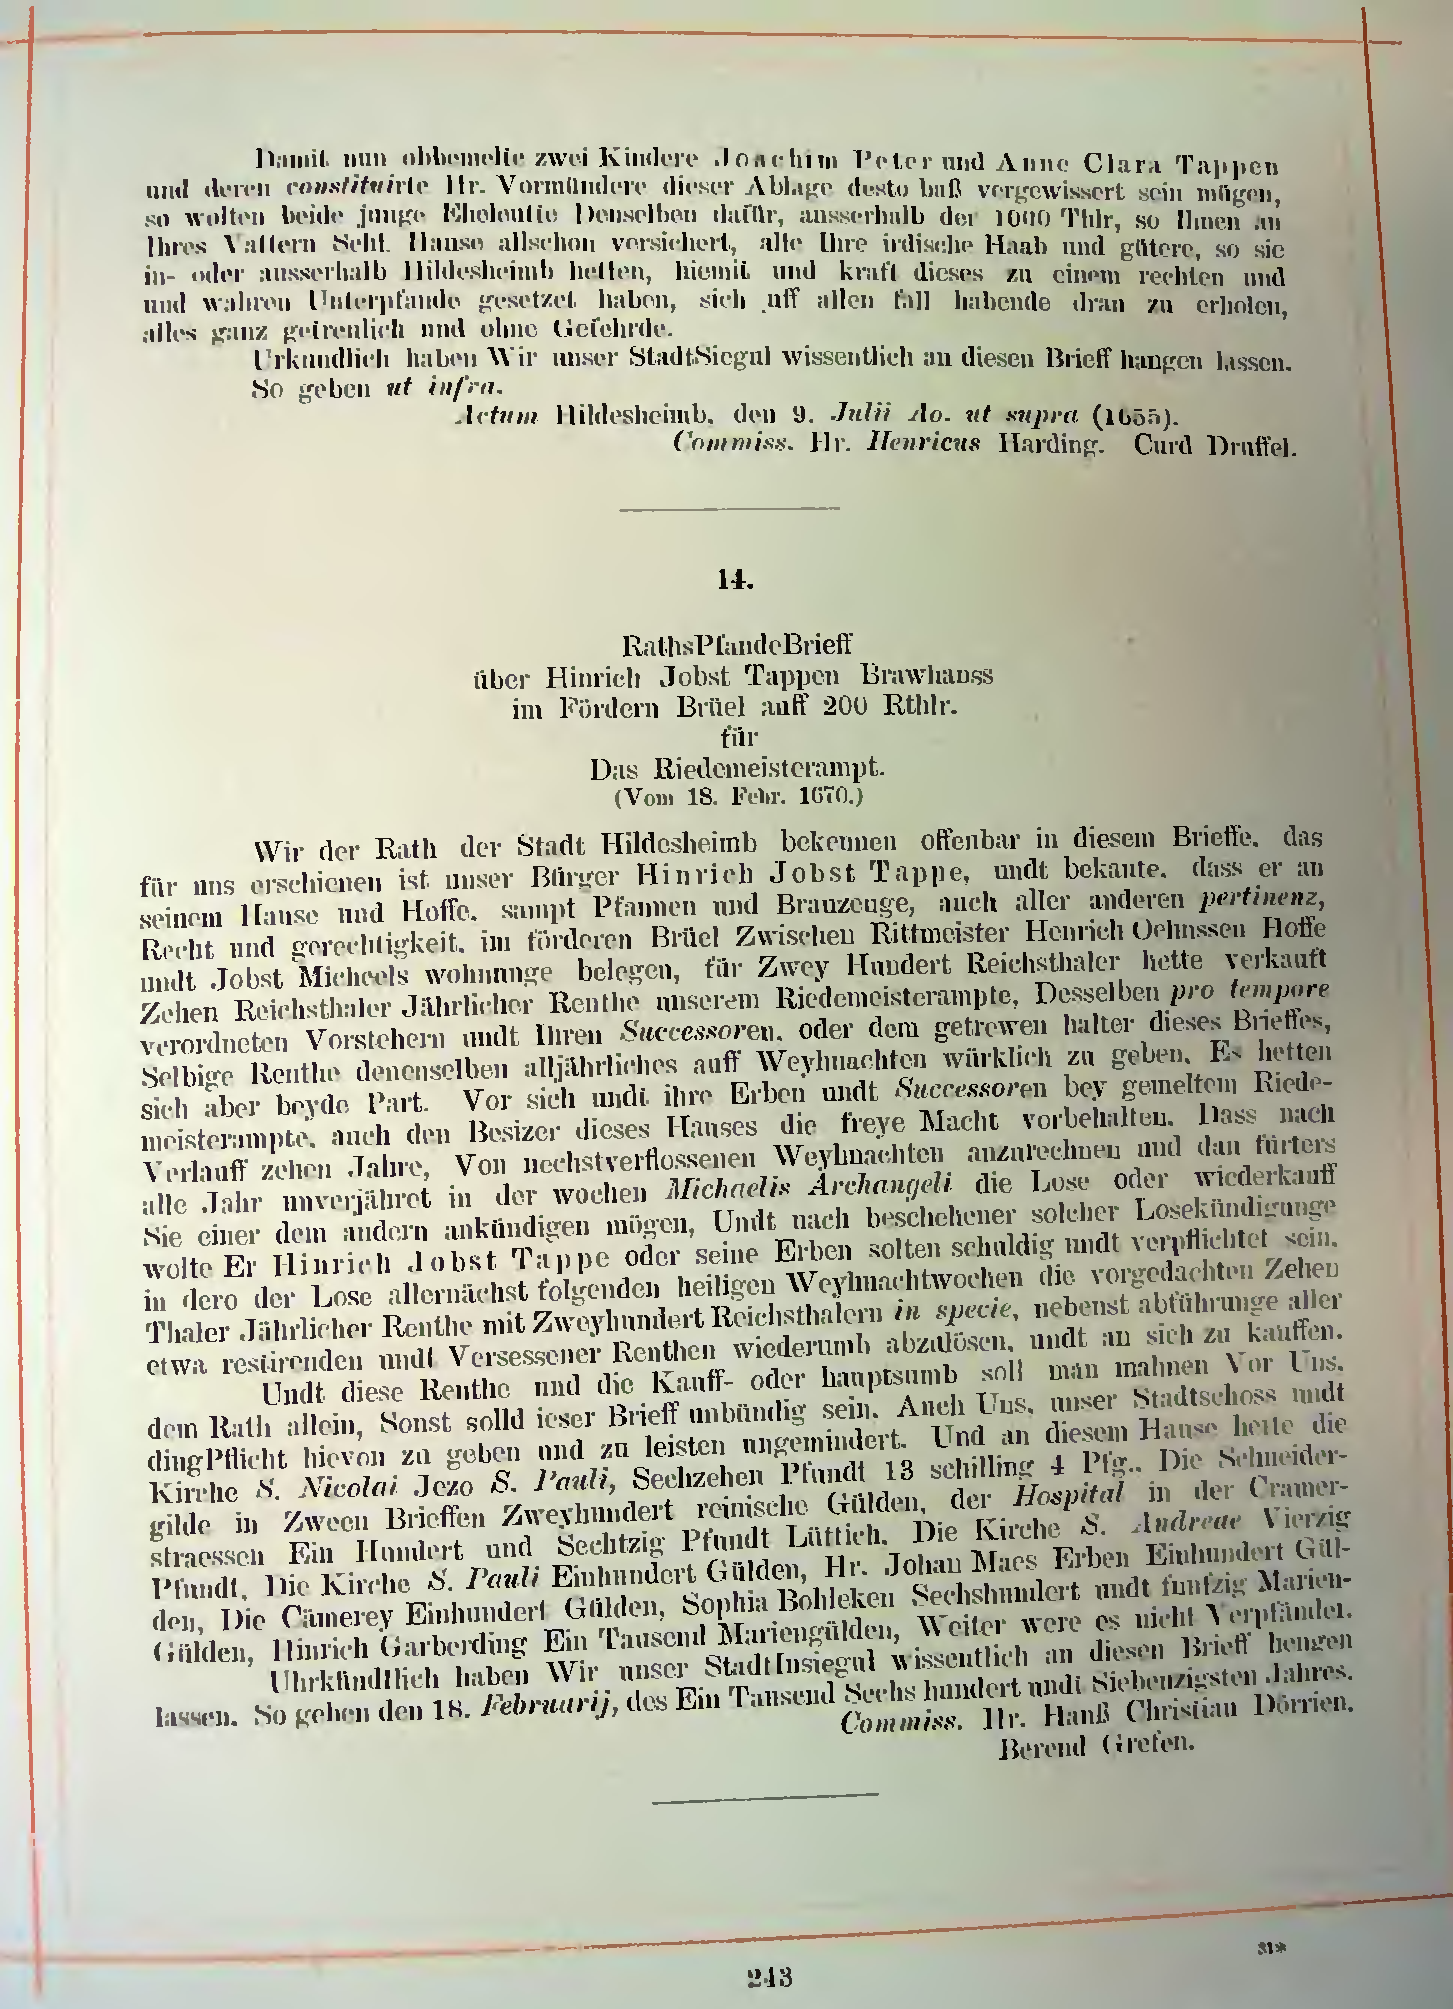 Damit nun obbemelte zwei Kindere Joachim Peter und Anne Clara Tappen
und deren constituirte Hr. Vormündere dieser Ablage desto baß vergewissert sein mügen,
so wolten beide junge Eheleutte Denselben dafür, ausserhalb der 1000 Thlr, so Ihnen an
Ihres Vattern Sehl. Hause allschon versichert, alle Ihre irdische Haab und gütere, so sie
in- oder ausserhalb Hildesheimb hetten, hiemit und kraft dieses zu einem rechten und
und wahren Unterpfande gesetzet haben, sich uff allen fall habende dran zu erholen,
alles ganz getreulich und ohne Gefehrde.
Urkundlich haben Wir unser StadtSiegul wissentlich an diesen Brieff hangen lassen.
So geben ut infra.
Actum Hildesheimb, den 9. Julii Ao. ut supra (1655).
Commiss. Hr. Henricus Harding. Curd Druffel.
14.
RathsPfandeBrieff
über Hinrich Jobst Tappen Brawhauss
im Fördern Brüel auff 200 Rthlr.
für
Das Riedemeisterampt.
(Vom 18. Febr. 1670.)
Wir der Rath der Stadt Hildesheimb bekennen offenbar in diesem Brieffe, das
für uns erschienen ist unser Bürger Hinrich Jobst Tappe, undt bekante, dass er an
seinem Hause und Hoffe, sampt Pfannen und Brauzeuge, auch aller anderen pertinenz,
Recht und gerechtigkeit, im förderen Brüel Zwischen Rittmeister Henrich Oehnssen Hoffe
undt Jobst Micheels wohnunge belegen, für Zwey Hundert Reichsthaler hette verkauft
Zehen Reichsthaler Jährlicher Renthe unserem Riedemeisterampte, Desselben pro tempore
verordneten Vorstehern undt Ihren Successoren, oder dem getrewen halter dieses Brieffes,
Selbige Renthe denenselben alljährliches auff Weyhnachten würklich zu geben. Es hetten
sich aber beyde Part. Vor sich undt ihre Erben undt Successoren bey gemeltem Riede-
meisterampte, auch den Besizer dieses Hauses die freye Macht vorbehalten, Dass nach
Verlauff zehen Jahre, Von nechstverflossenen Weyhnachten anzurechnen und dan fürters
alle Jahr unverjähret in der wochen Michaelis Archangeli die Lose oder wiederkauff
Sie einer dem andern ankündigen mögen, Undt nach beschehener solcher Losekündigunge
wolte Er Hinrich Jobst Tappe oder seine Erben solten schuldig undt verpflichtet sein,
in dero der Lose allernächst folgenden heiligen Weyhnachtwochen die vorgedachten Zehen
Thaler Jährlicher Renthe mit Zweyhundert Reichsthalern in specie, nebenst abführunge aller
etwa restirenden undt Versessener Renthen wiederumb abzulösen, undt an sich zu kauffen.
Undt diese Renthe und die Kauff- oder hauptsumb soll man mahnen Vor Uns,
dem Rath allein, Sonst solld ieser Brieff unbündig sein. Auch Uns, unser Stadtschoss undt
dingPflicht hievon zu geben und zu leisten ungemindert. Und an diesem Hause hette die
Kirche S. Nicolai Jezo S. Pauli, Sechzehen Pfundt 13 schilling 4 Pfg., Die Schneider-
gilde in Zween Brieffen Zweyhundert reinische Gülden, der Hospital in der Cramer-
straessen Ein Hundert und Sechtzig Pfundt Lüttich, Die Kirche S. Andreae Vierzig
Pfundt, Die Kirche S. Pauli Einhundert Gülden, Hr. Johan Maes Erben Einhundert Gül-
den, Die Cämerey Einhundert Gülden, Sophia Bohleken Sechshundert undt funfzig Marien-
Gülden, Hinrich Garberding Ein Tausend Mariengülden, Weiter were es nicht Verpfändet.
Uhrkündtlich haben Wir unser StadtInsiegul wissentlich an diesen Brieff hengen
lassen. So gehen den 18. Februarij, des Ein Tausend Sechs hundert undt Siebenzigsten Jahres.
Commiss. Hr. Hanß Christian Dörrien.
Berend Grefen.
31*
243